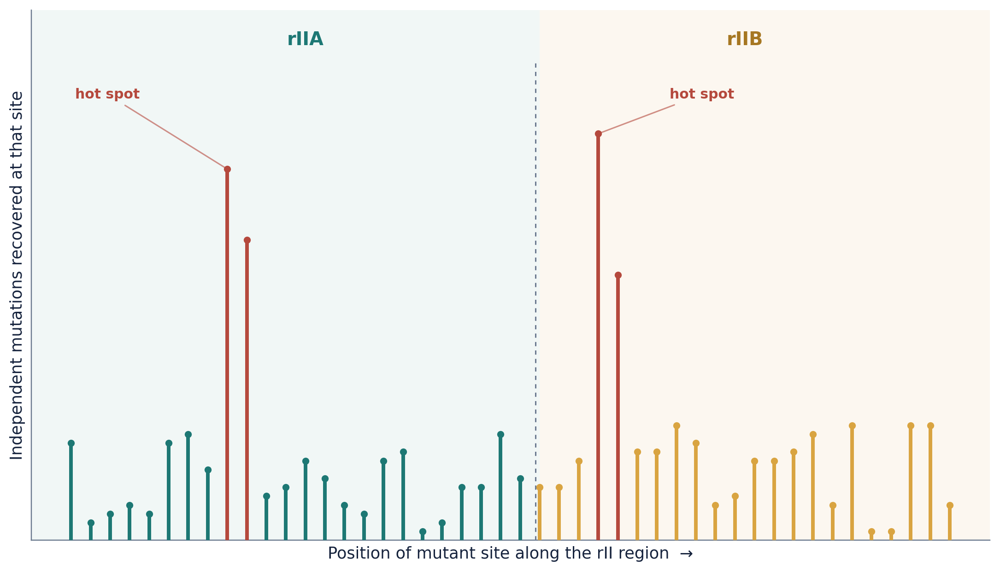 rIIA
rIIB
hot spot
hot spot
Independent mutations recovered at that site
Position of mutant site along the rII region →